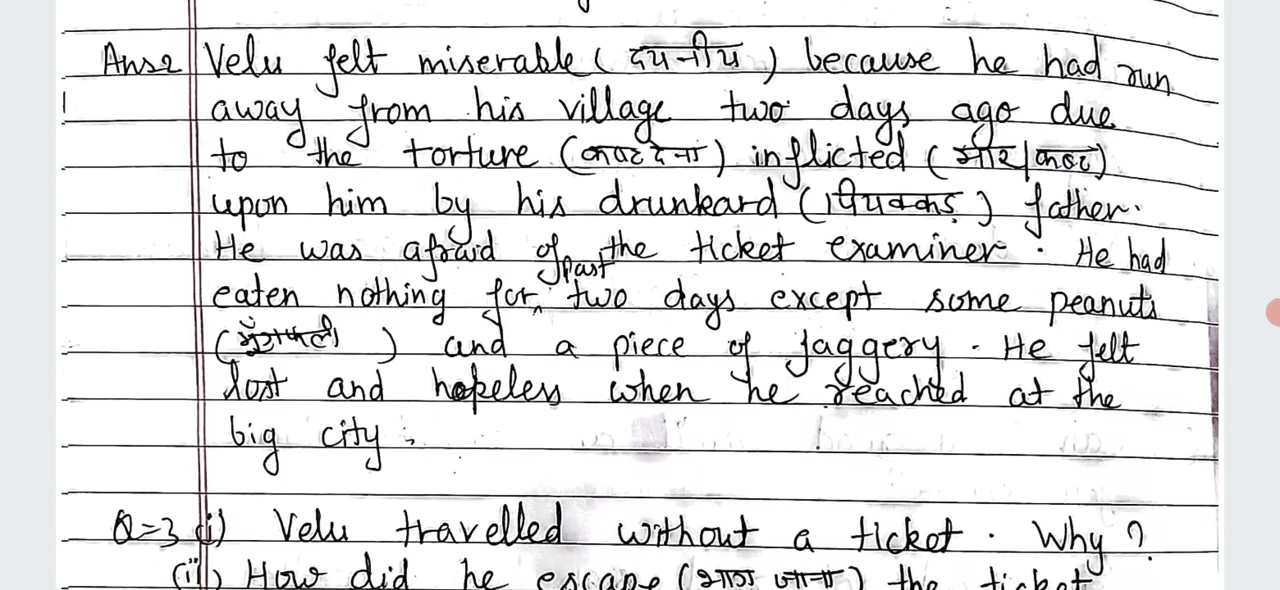 Ans2 Velu felt miserable (दयनीय) because he had run
away from his village two days ago due
to the torture (कष्ट देना) inflicted (मार/कष्ट)
upon him by his drunkard (पियक्कड़) father.
He was afraid of the ticket examiner. He had
eaten nothing for past two days except some peanuts
(मूँगफली) and a piece of jaggery. He felt
lost and hopeless when he reached at the
big city.
Q=3 (i) Velu travelled without a ticket. Why?
(ii) How did he escape (भाग जाना) the ticket